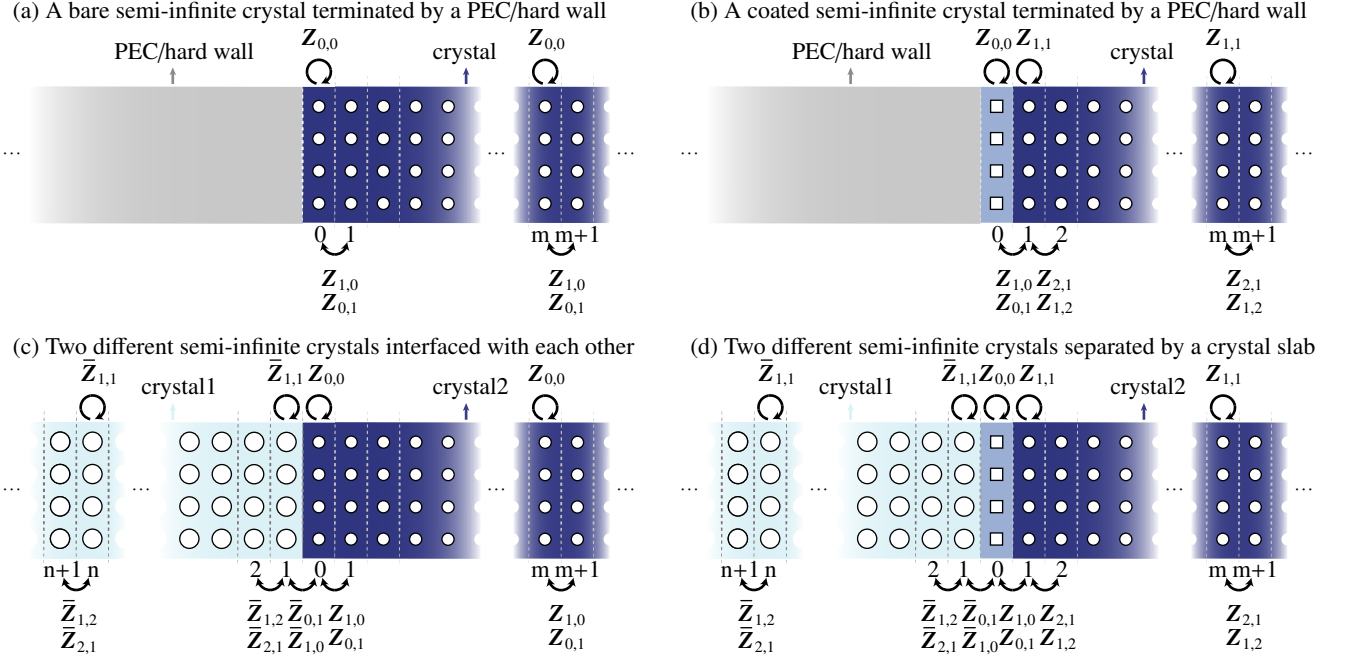 (a) A bare semi-infinite crystal terminated by a PEC/hard wall
Z0,0 Z0,0
PEC/hard wall crystal
... ... ...
0 1 m m+1
Z1,0 Z1,0
Z0,1 Z0,1
(b) A coated semi-infinite crystal terminated by a PEC/hard wall
Z0,0 Z1,1 Z1,1
PEC/hard wall crystal
... ... ...
0 1 2 m m+1
Z1,0 Z2,1 Z2,1
Z0,1 Z1,2 Z1,2
(c) Two different semi-infinite crystals interfaced with each other
Z̄1,1 Z̄1,1 Z0,0 Z0,0
crystal1 crystal2
... ... ... ...
n+1 n 2 1 0 1 m m+1
Z̄1,2 Z̄1,2 Z̄0,1 Z1,0 Z1,0
Z̄2,1 Z̄2,1 Z̄1,0 Z0,1 Z0,1
(d) Two different semi-infinite crystals separated by a crystal slab
Z̄1,1 Z̄1,1 Z0,0 Z1,1 Z1,1
crystal1 crystal2
... ... ... ...
n+1 n 2 1 0 1 2 m m+1
Z̄1,2 Z̄1,2 Z̄0,1 Z1,0 Z2,1 Z2,1
Z̄2,1 Z̄2,1 Z̄1,0 Z0,1 Z1,2 Z1,2